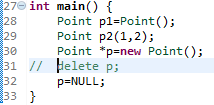 27 int main() {
28     Point p1=Point();
29     Point p2(1,2);
30     Point *p=new Point();
31 //  delete p;
32     p=NULL;
33 }